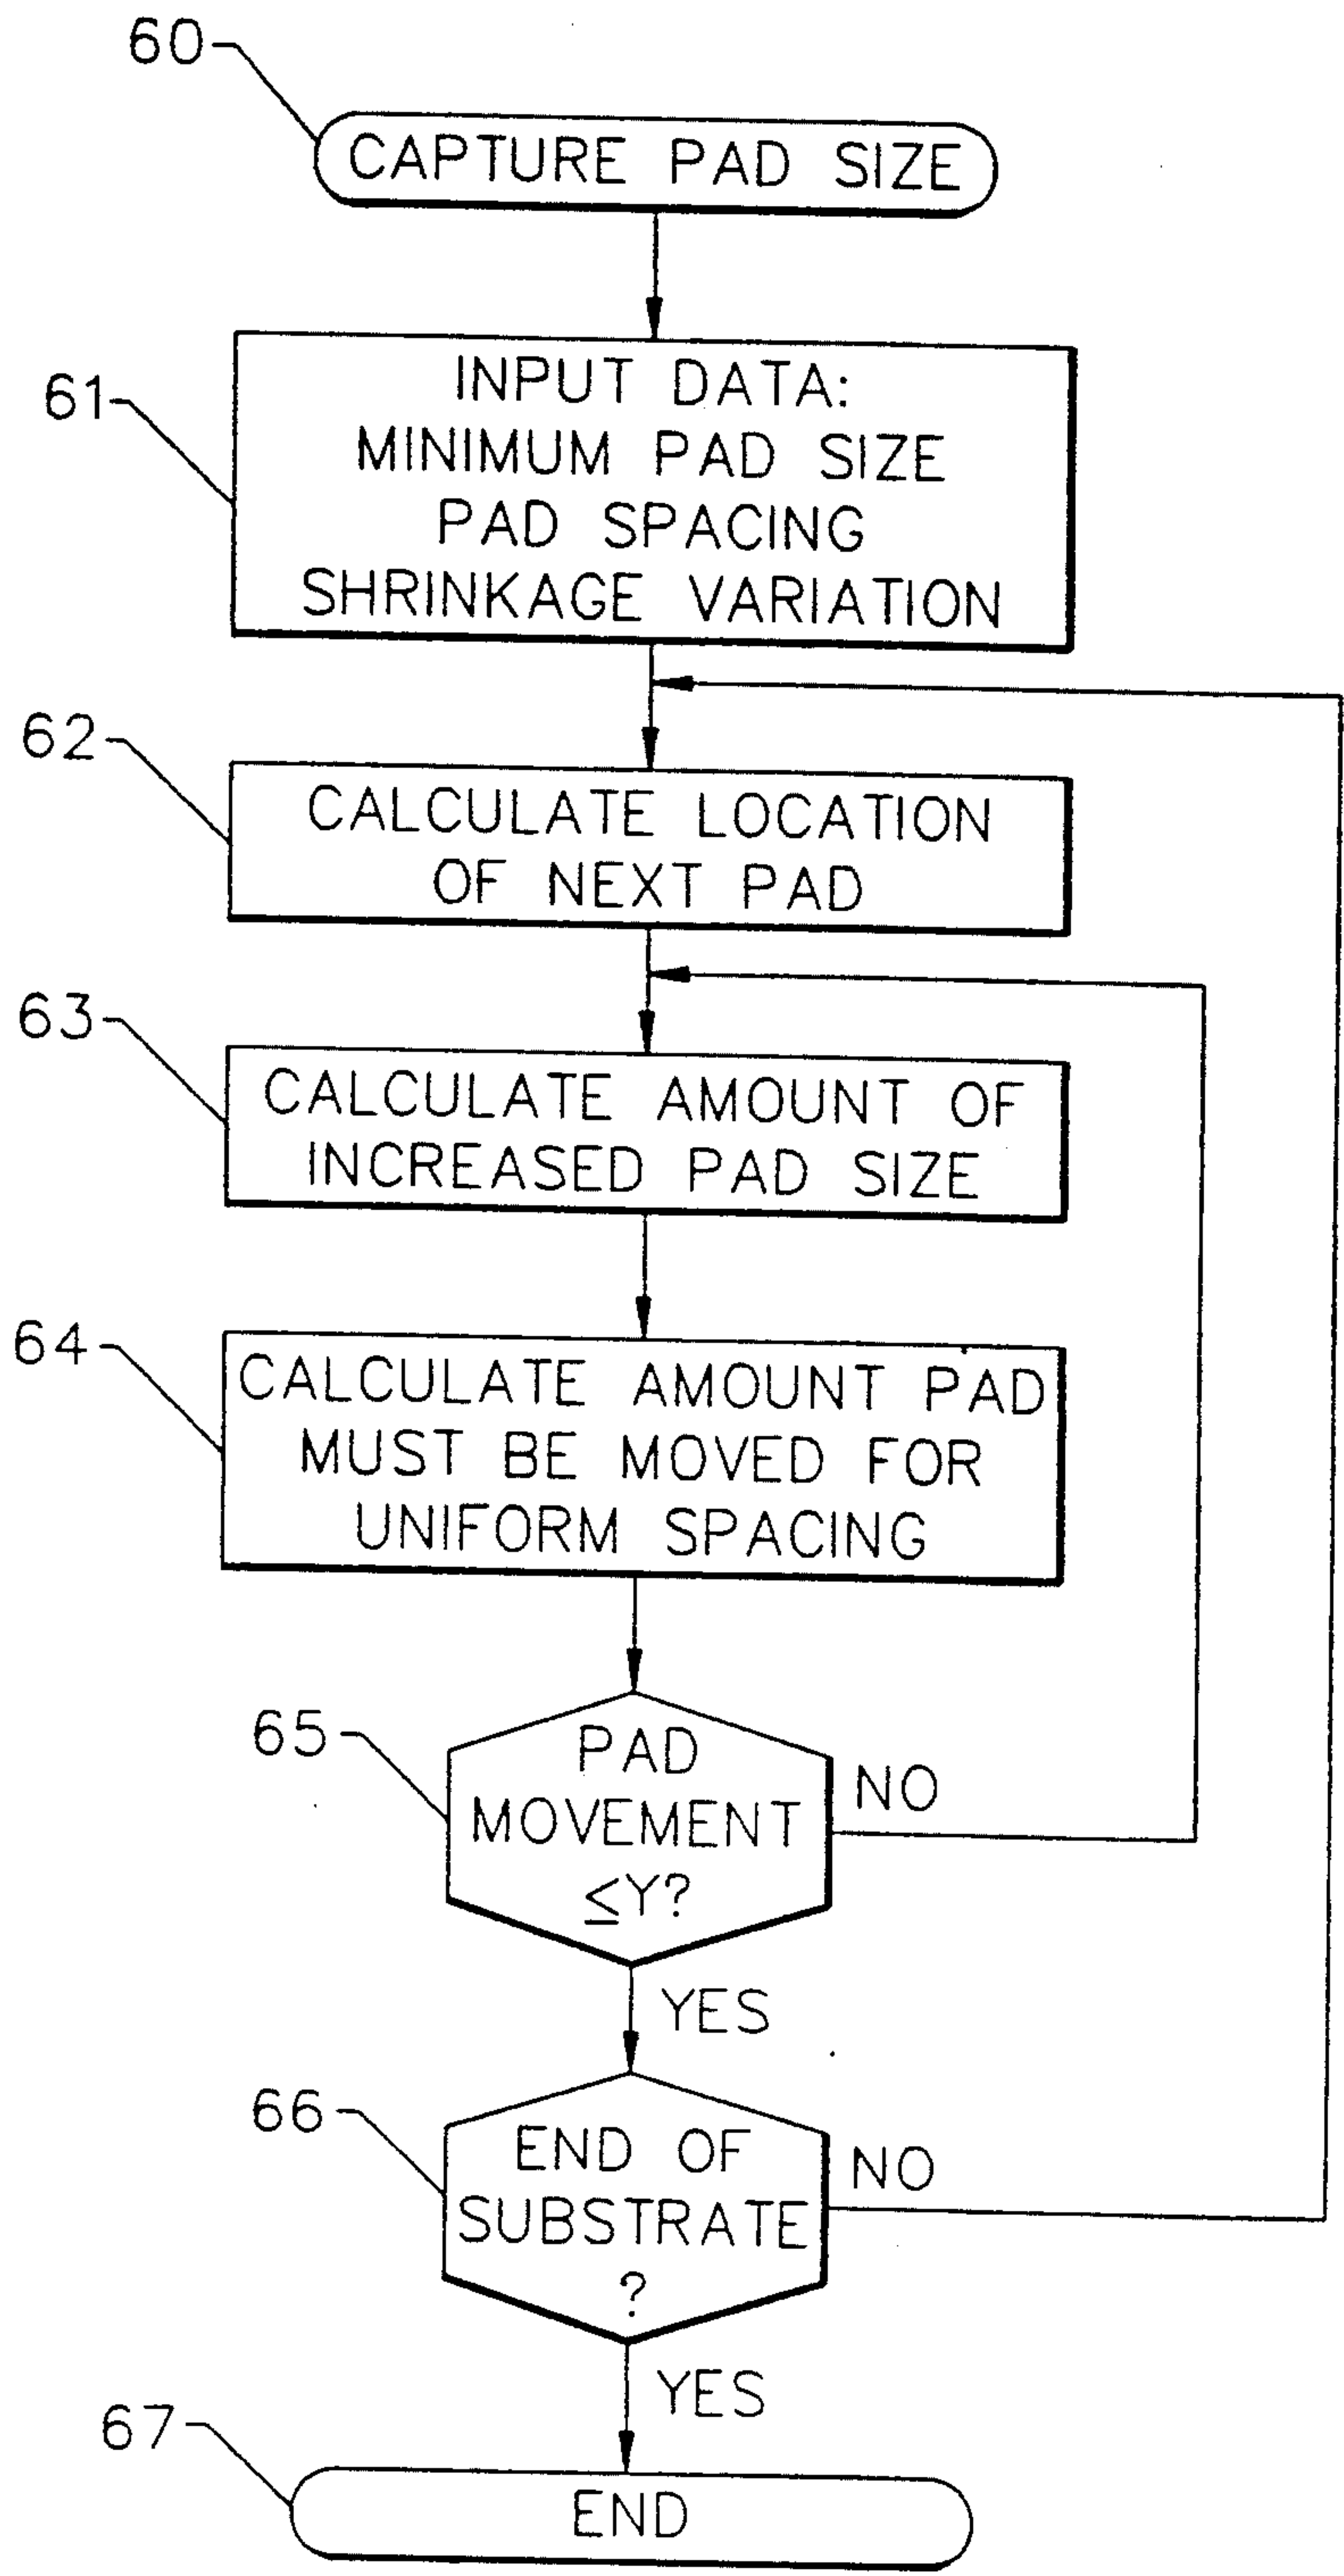 60
CAPTURE PAD SIZE
61
INPUT DATA:
MINIMUM PAD SIZE
PAD SPACING
SHRINKAGE VARIATION
62
CALCULATE LOCATION
OF NEXT PAD
63
CALCULATE AMOUNT OF
INCREASED PAD SIZE
64
CALCULATE AMOUNT PAD
MUST BE MOVED FOR
UNIFORM SPACING
65
PAD
MOVEMENT
≤Y?
NO
YES
66
END OF
SUBSTRATE
?
NO
YES
67
END